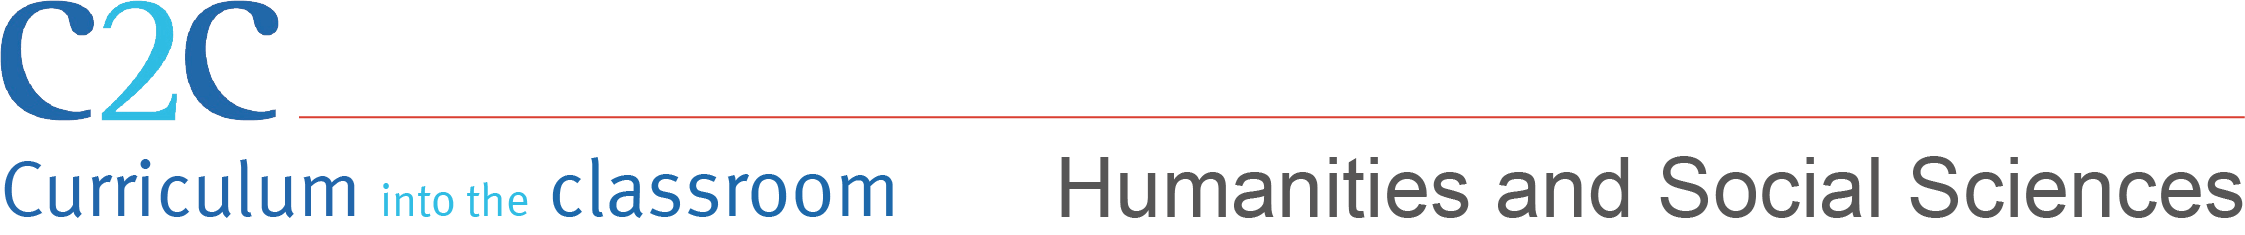 C2C
Curriculum into the classroom
Humanities and Social Sciences